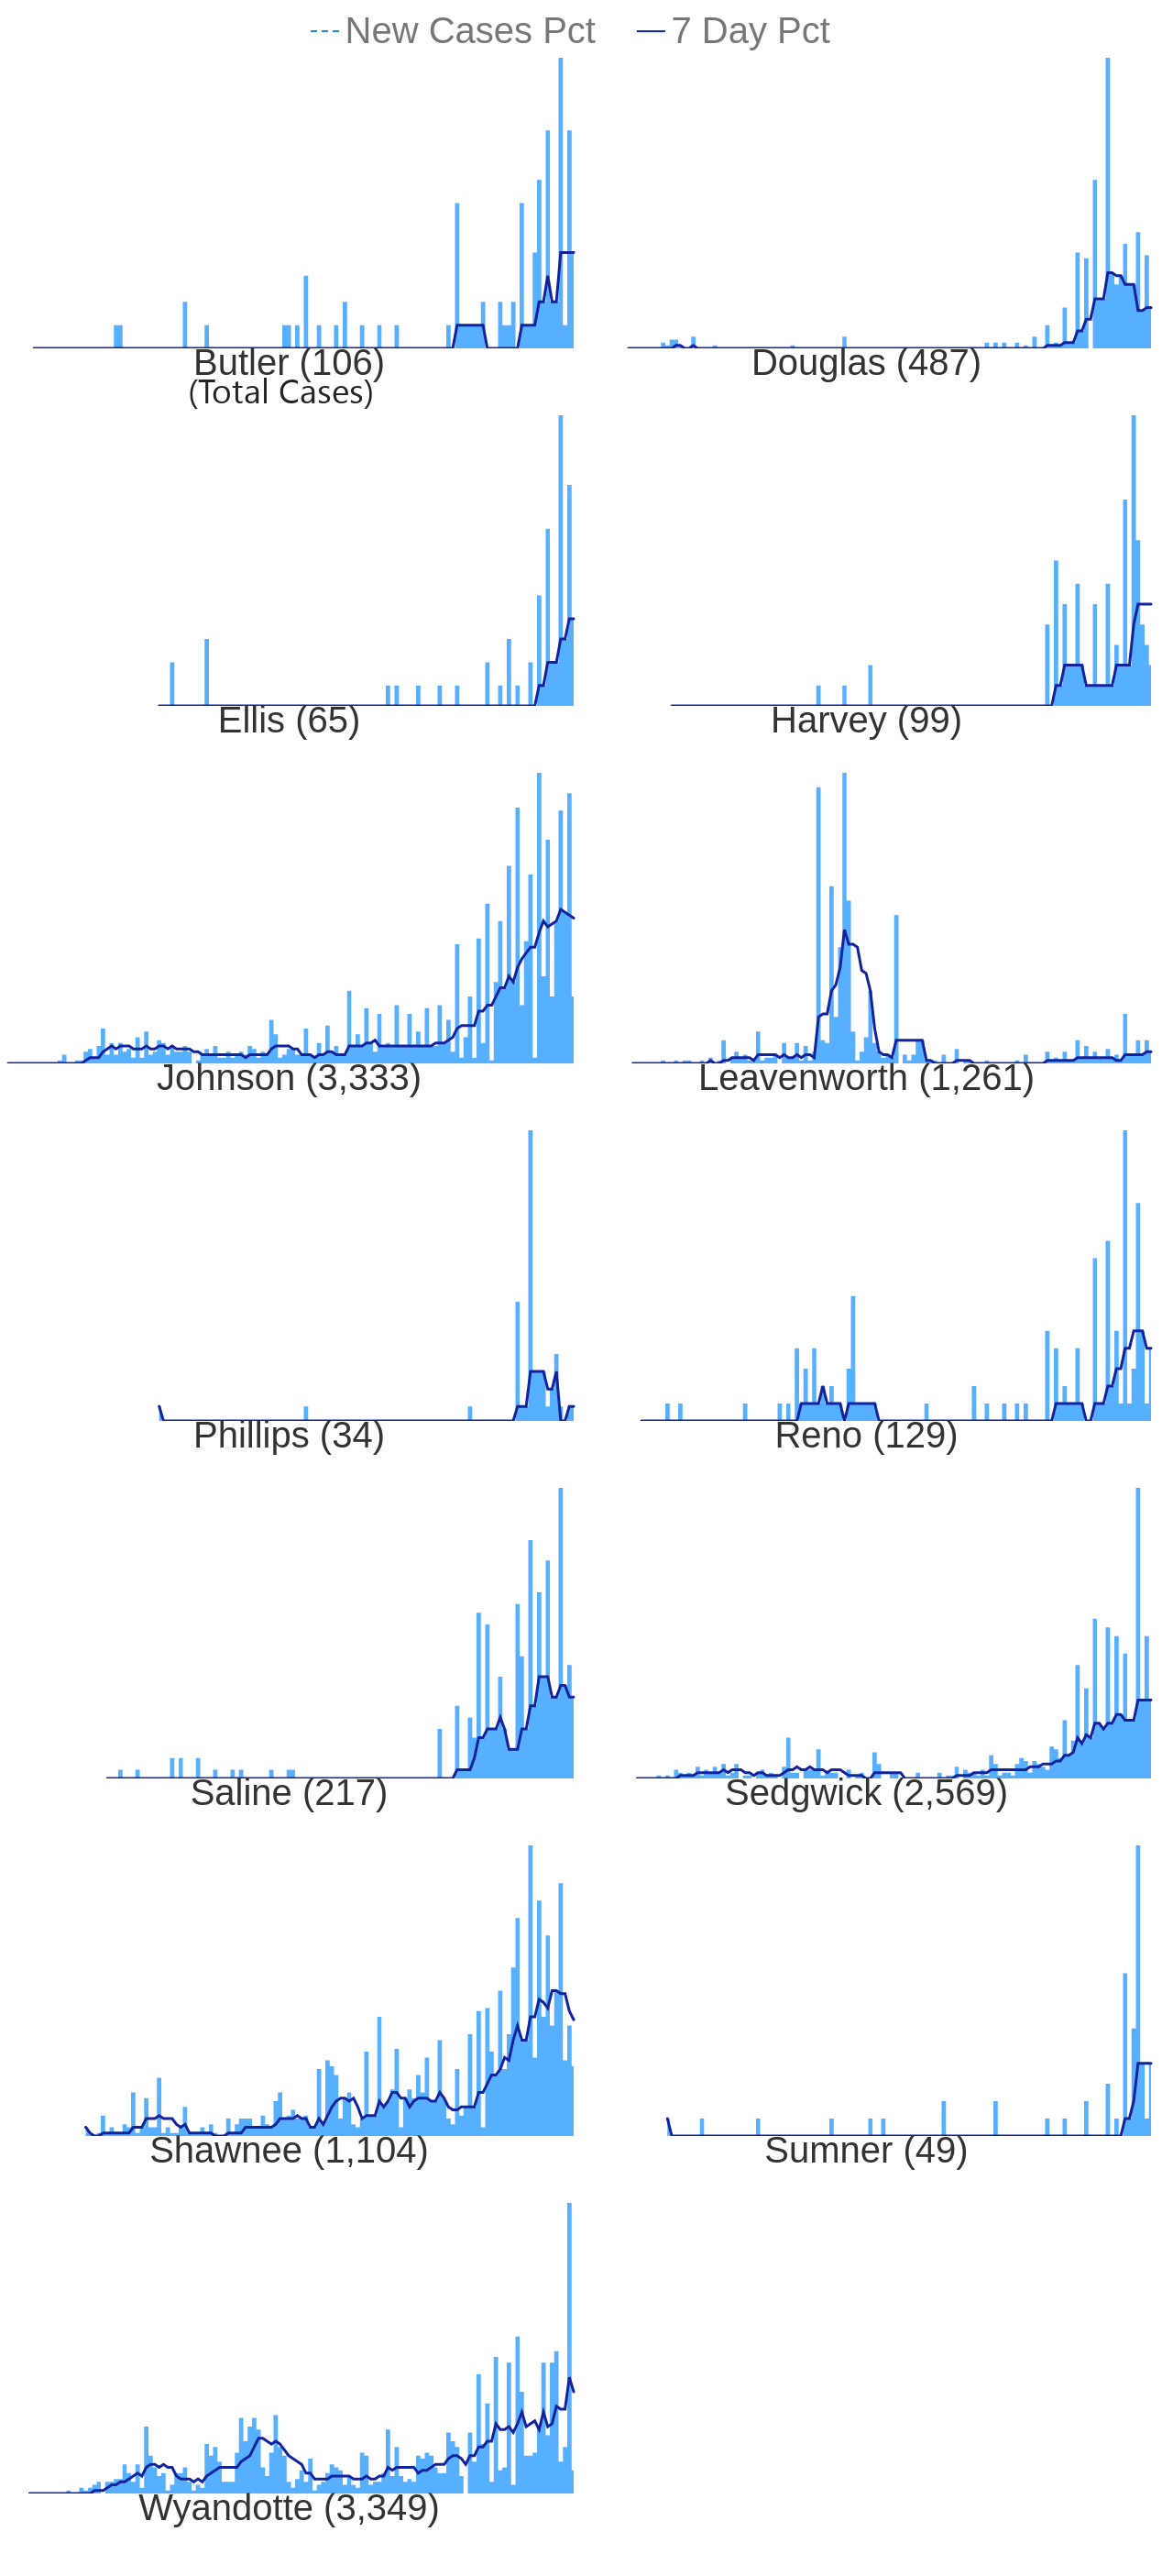 New Cases Pct 7 Day Pct
Butler (106) Douglas (487)
(Total Cases)
Ellis (65) Harvey (99)
Johnson (3,333) Leavenworth (1,261)
Phillips (34) Reno (129)
Saline (217) Sedgwick (2,569)
Shawnee (1,104) Sumner (49)
Wyandotte (3,349)